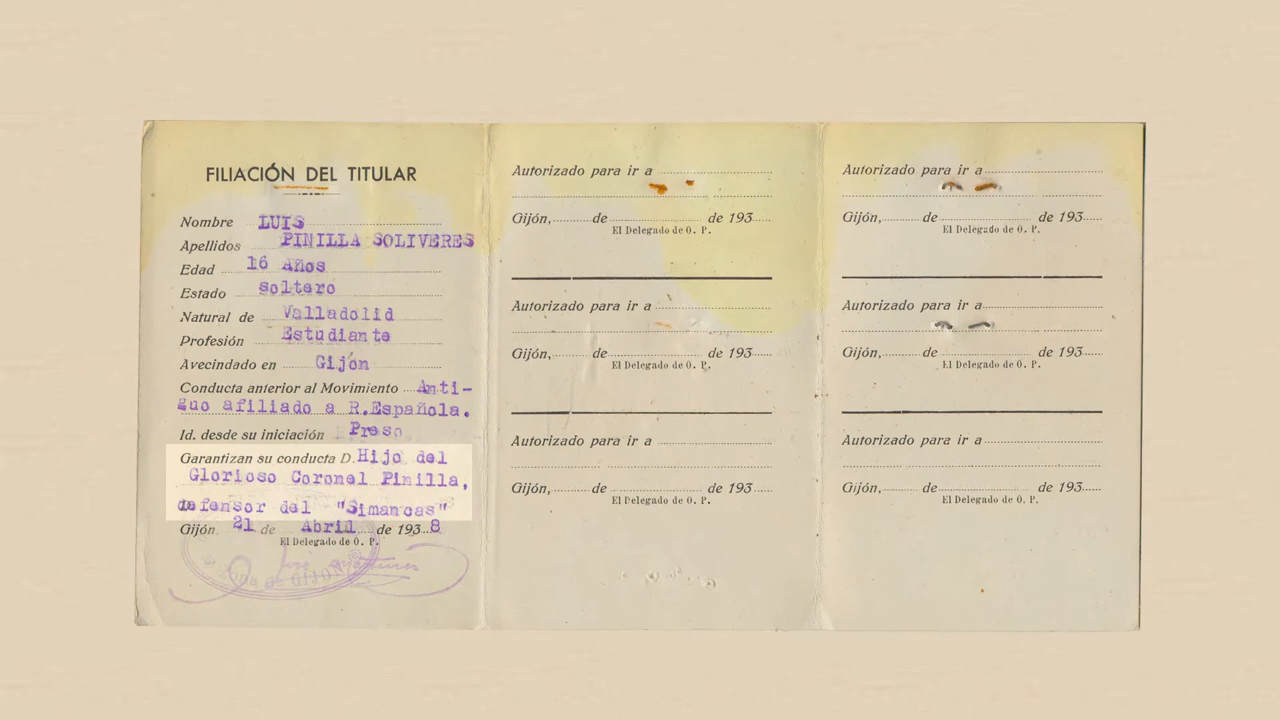 FILIACIÓN DEL TITULAR
Nombre LUIS
Apellidos PINILLA SOLIVERES
Edad 16 Años
Estado soltero
Natural de Valladolid
Profesión Estudiante
Avecindado en Gijón
Conducta anterior al Movimiento Anti-
guo afiliado a R.Española.
Id. desde su iniciación Preso
Garantizan su conducta D. Hijo del
Glorioso Coronel Pinilla,
defensor del "Simancas"
Gijón 21 de Abril de 1938
El Delegado de O. P.
GIJON
Autorizado para ir a
Gijón, de de 193
El Delegado de O. P.
Autorizado para ir a
Gijón, de de 193
El Delegado de O. P.
Autorizado para ir a
Gijón, de de 193
El Delegado de O. P.
Autorizado para ir a
Gijón, de de 193
El Delegado de O. P.
Autorizado para ir a
Gijón, de de 193
El Delegado de O. P.
Autorizado para ir a
Gijón, de de 193
El Delegado de O. P.